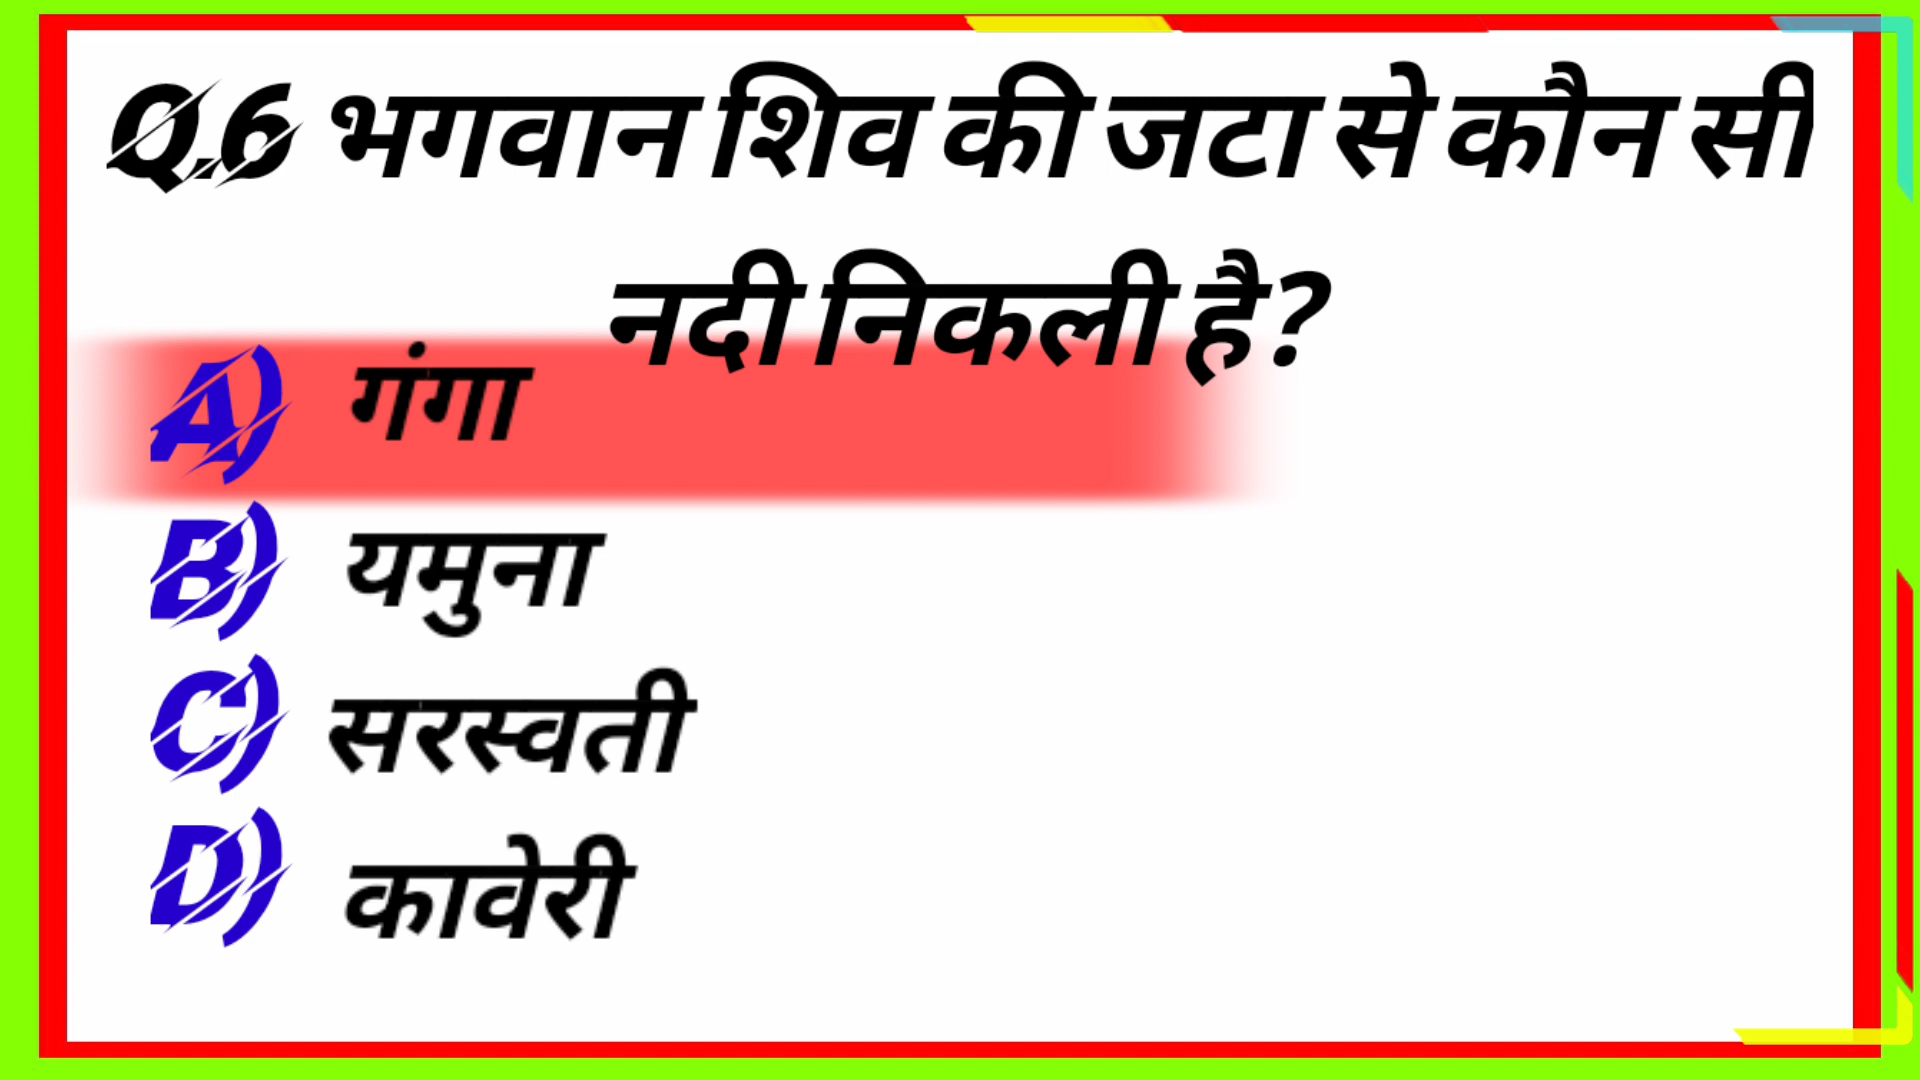 Q.6 भगवान शिव की जटा से कौन सी
नदी निकली है?
A) गंगा
B) यमुना
C) सरस्वती
D) कावेरी